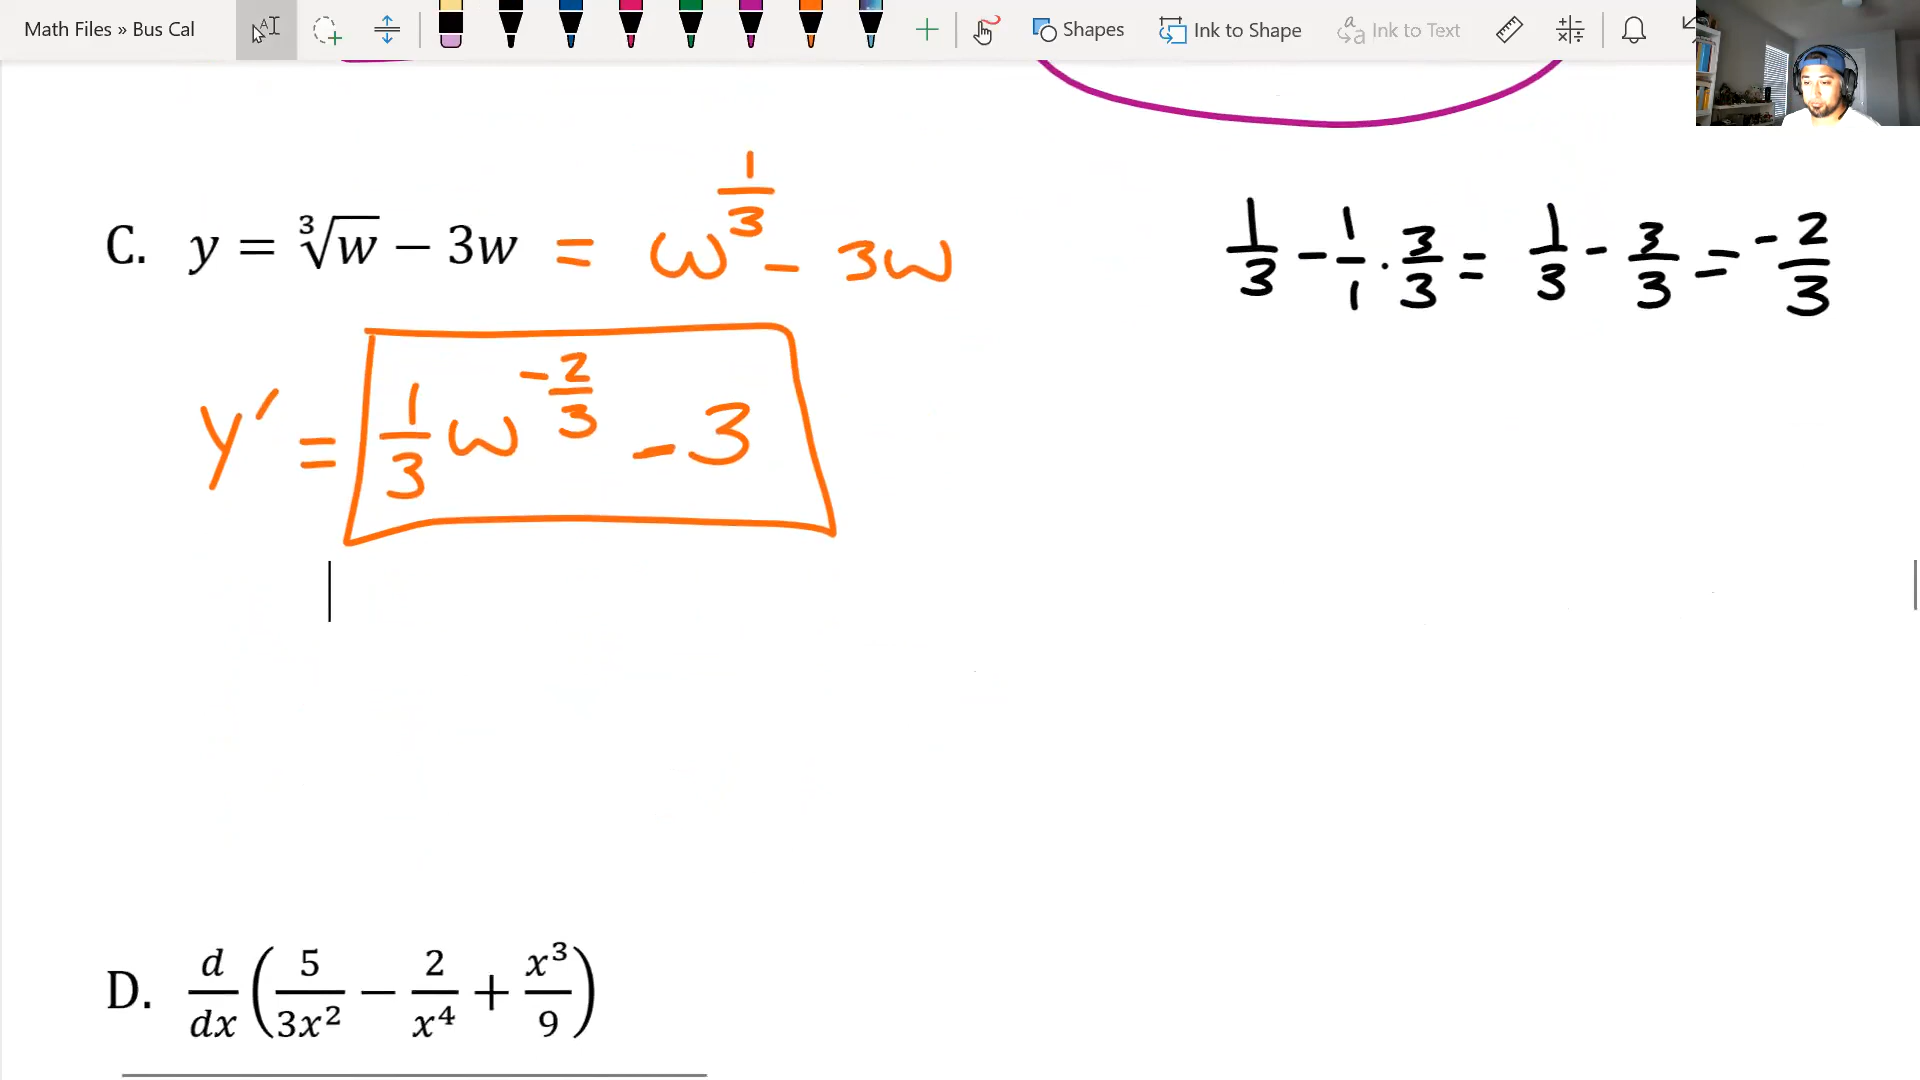 Math Files » Bus Cal
Shapes
Ink to Shape
Ink to Text
C. y = ∛w − 3w = w^(1/3) − 3w
1/3 − 1/1 · 3/3 = 1/3 − 3/3 = −2/3
y′ = 1/3 w^(−2/3) − 3
D. d/dx (5/(3x²) − 2/x⁴ + x³/9)